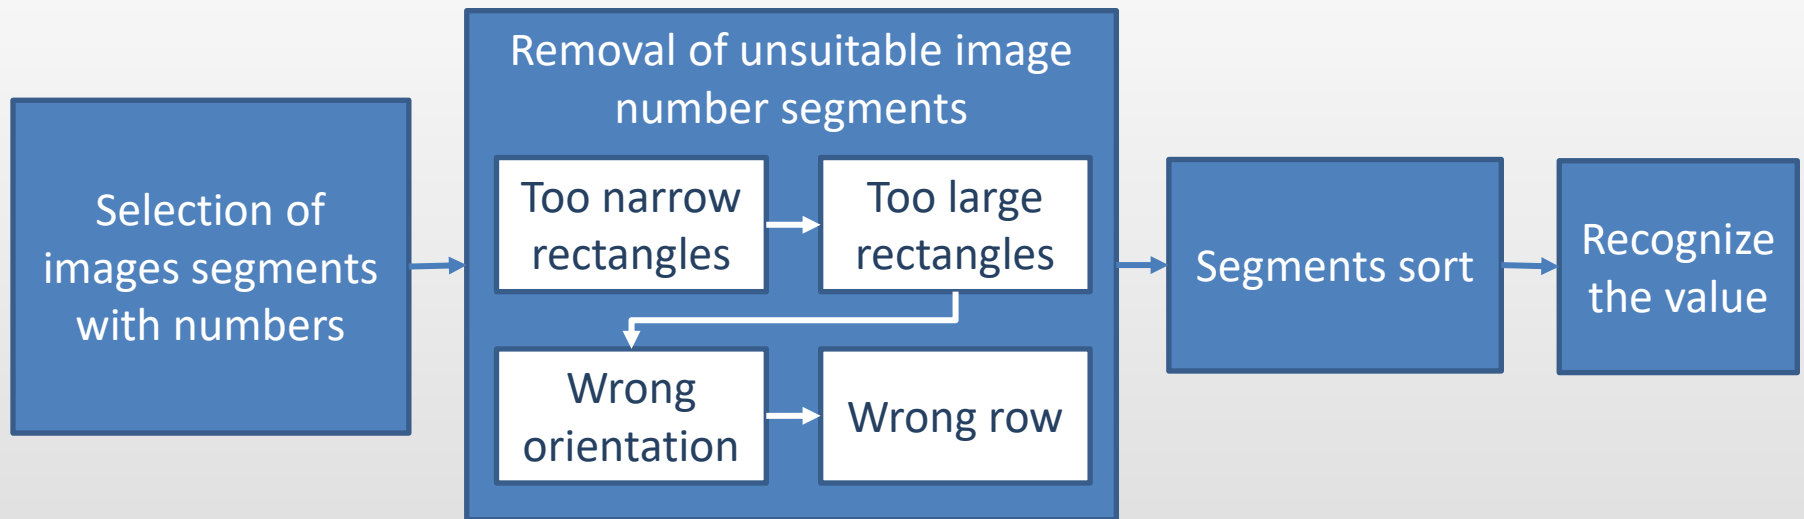 Selection of
images segments
with numbers
Removal of unsuitable image
number segments
Too narrow
rectangles
Too large
rectangles
Wrong
orientation
Wrong row
Segments sort
Recognize
the value